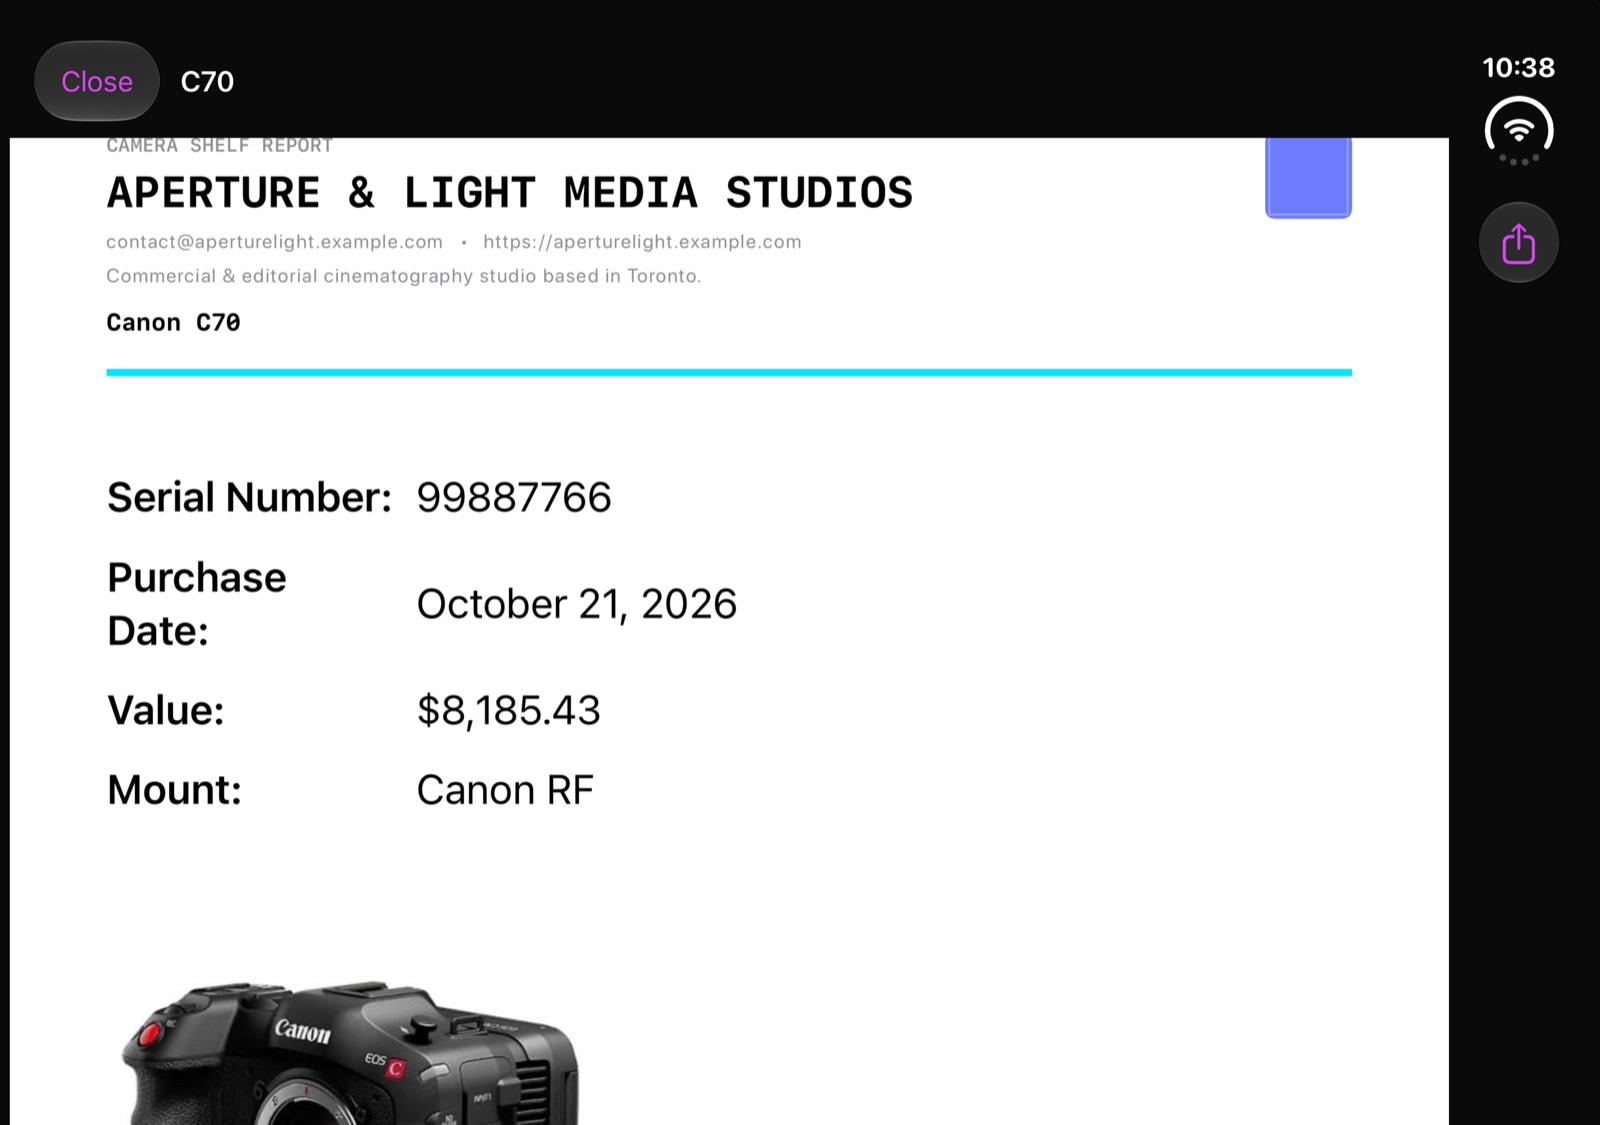 Close
C70
10:38
CAMERA SHELF REPORT
APERTURE & LIGHT MEDIA STUDIOS
contact@aperturelight.example.com • https://aperturelight.example.com
Commercial & editorial cinematography studio based in Toronto.
Canon C70
Serial Number: 99887766
Purchase
Date:
October 21, 2026
Value: $8,185.43
Mount: Canon RF
REC
Canon
EOS C
INPUT1